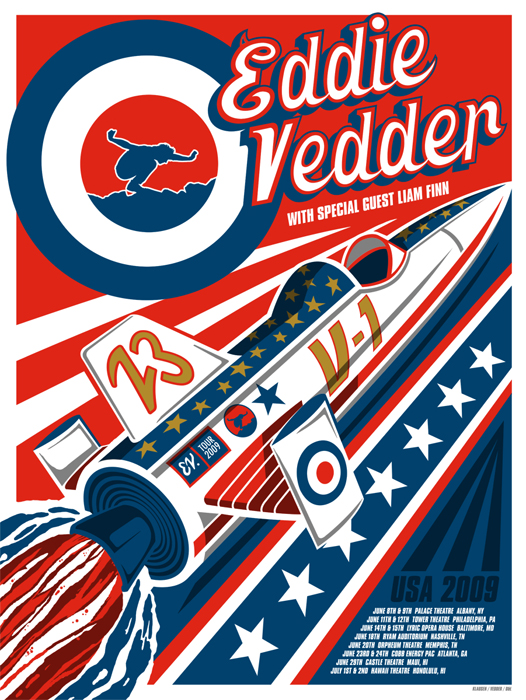 Eddie
Vedder
WITH SPECIAL GUEST LIAM FINN
23
V-1
EV. TOUR
2009
USA 2009
JUNE 8TH & 9TH PALACE THEATRE ALBANY, NY
JUNE 11TH & 12TH TOWER THEATRE PHILADELPHIA, PA
JUNE 14TH & 15TH LYRIC OPERA HOUSE BALTIMORE, MD
JUNE 18TH RYAM AUDITORIUM NASHVILLE, TN
JUNE 20TH ORPHEUM THEATRE MEMPHIS, TN
JUNE 23RD & 24TH COBB ENERGY PAC ATLANTA, GA
JUNE 29TH CASTLE THEATRE MAUI, HI
JULY 1ST & 2ND HAWAII THEATRE HONOLULU, HI
KLAUSEN / VEDDER /